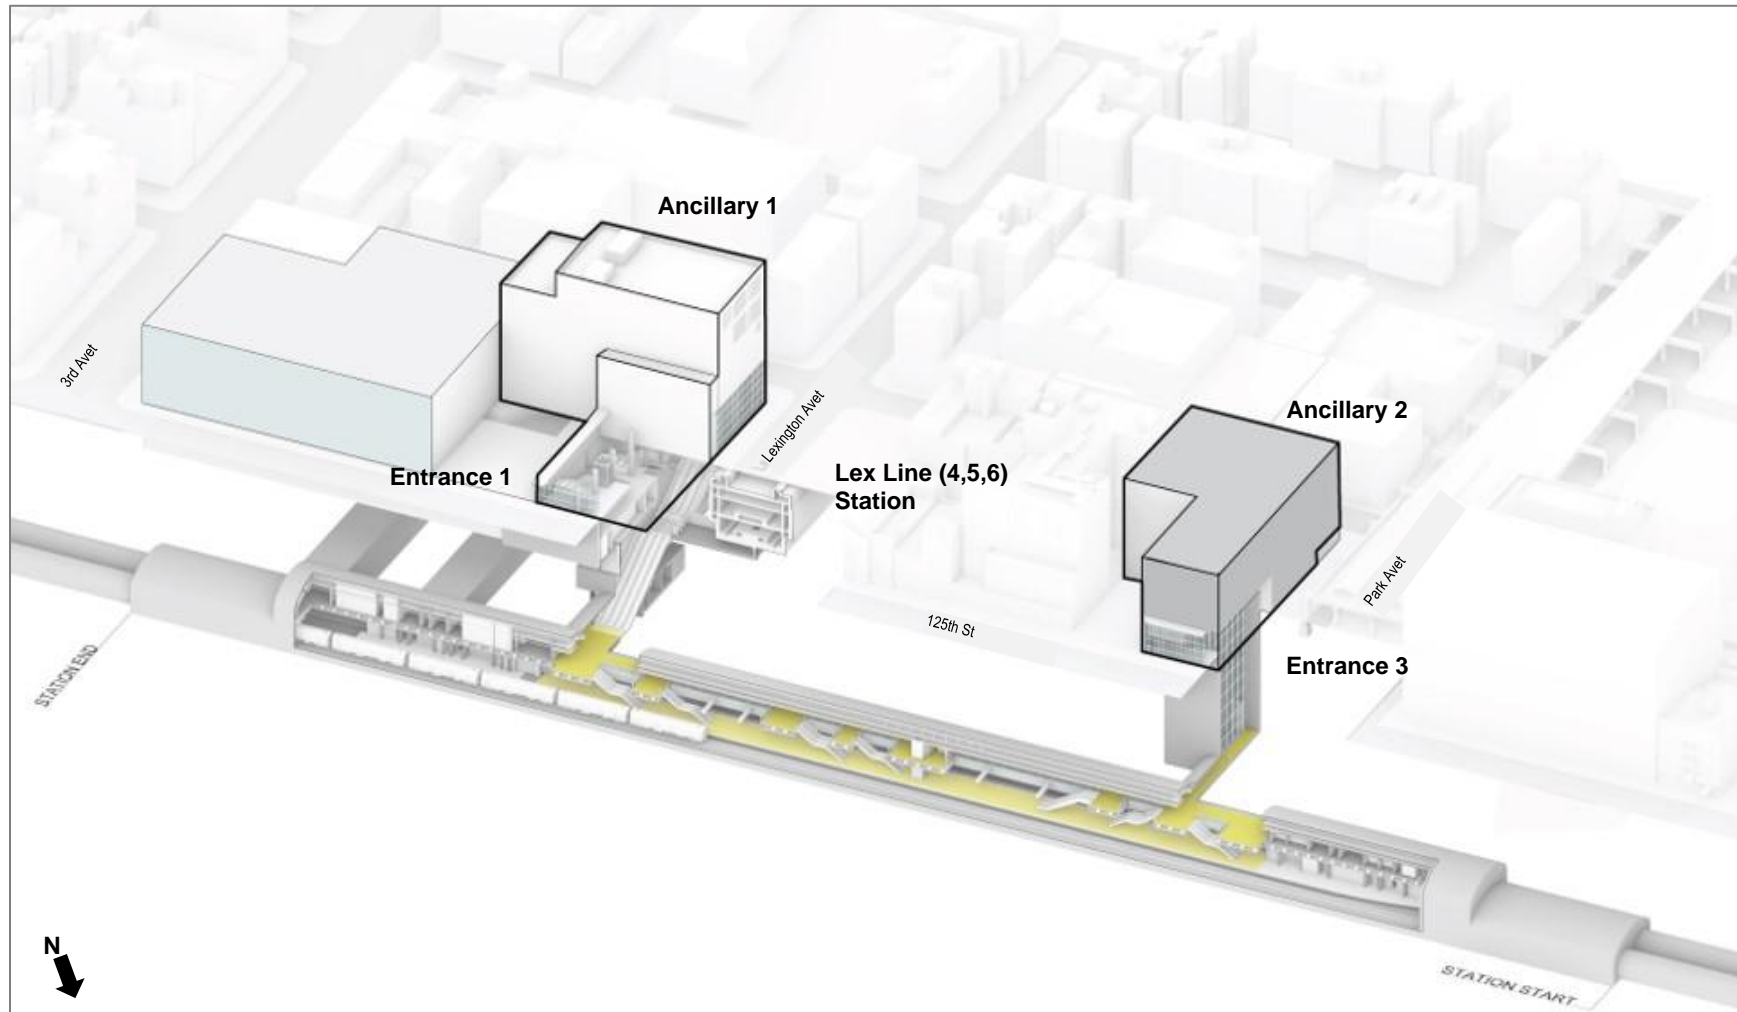 Ancillary 1
3rd Avet
Lexington Avet
Entrance 1
Lex Line (4,5,6)
Station
Ancillary 2
Park Avet
125th St
Entrance 3
STATION END
N
STATION START